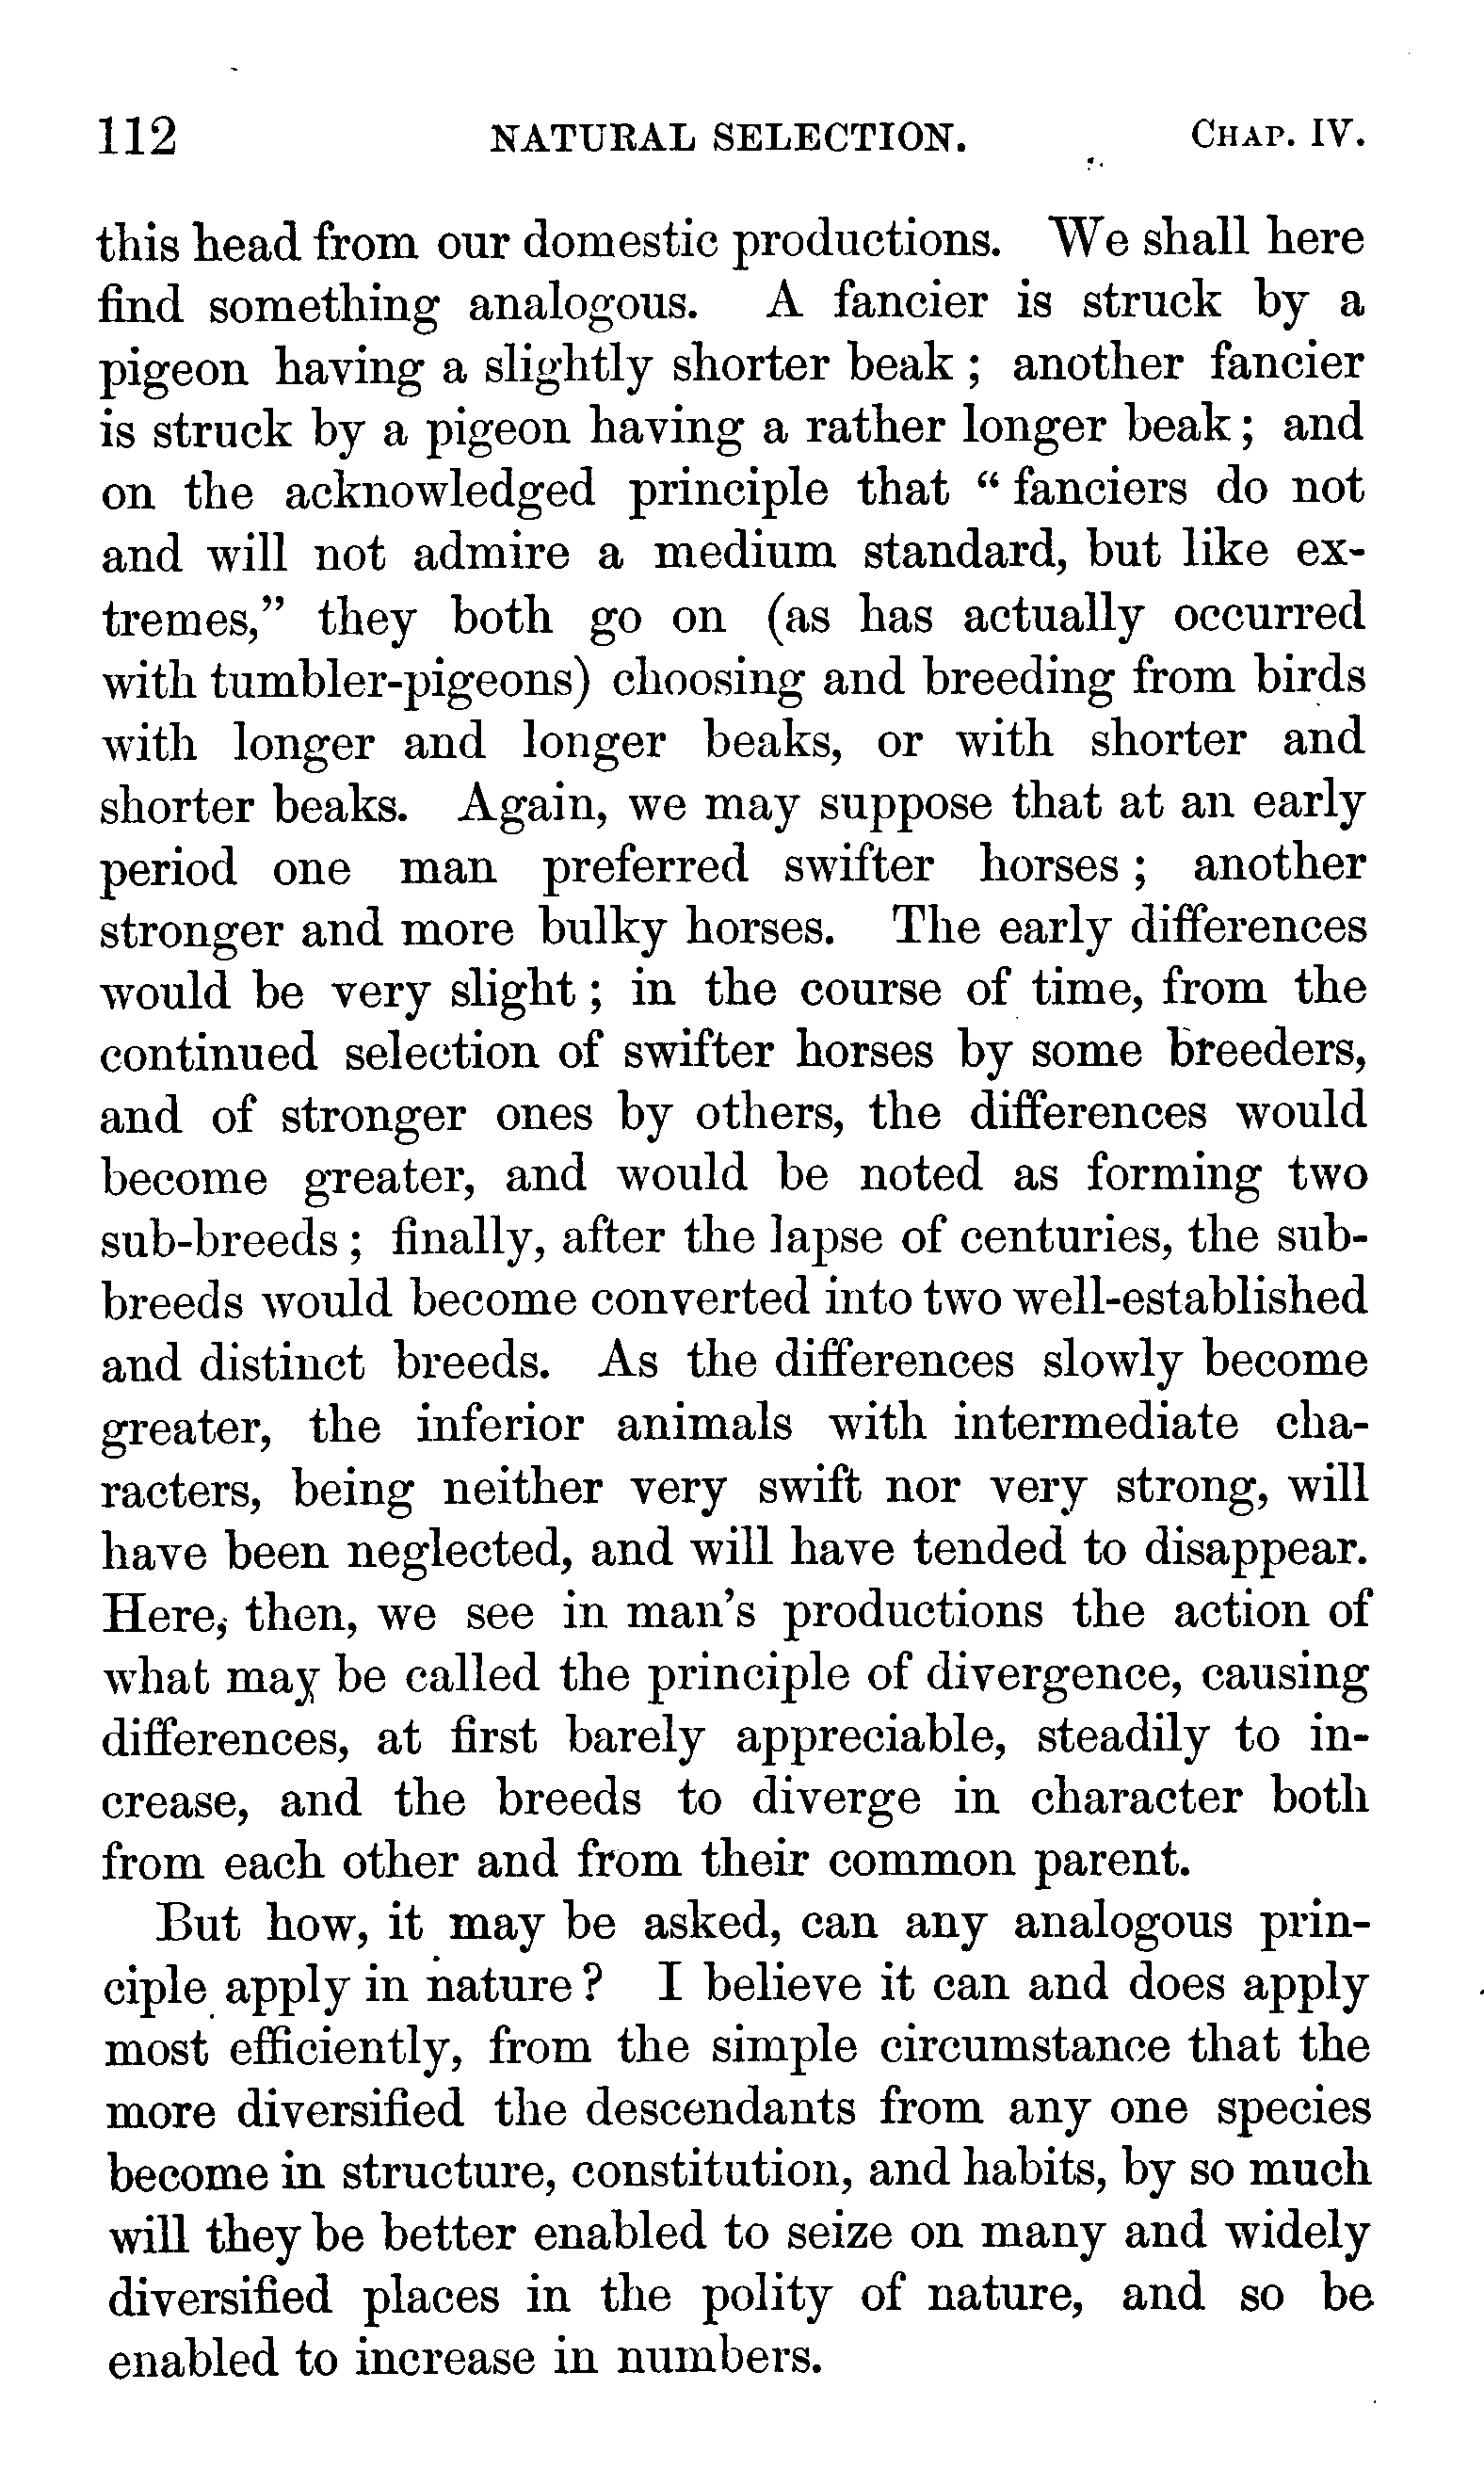 112 NATURAL SELECTION. CHAP. IV.
this head from our domestic productions. We shall here
find something analogous. A fancier is struck by a
pigeon having a slightly shorter beak ; another fancier
is struck by a pigeon having a rather longer beak ; and
on the acknowledged principle that “ fanciers do not
and will not admire a medium standard, but like ex-
tremes,” they both go on (as has actually occurred
with tumbler-pigeons) choosing and breeding from birds
with longer and longer beaks, or with shorter and
shorter beaks. Again, we may suppose that at an early
period one man preferred swifter horses ; another
stronger and more bulky horses. The early differences
would be very slight ; in the course of time, from the
continued selection of swifter horses by some breeders,
and of stronger ones by others, the differences would
become greater, and would be noted as forming two
sub-breeds ; finally, after the lapse of centuries, the sub-
breeds would become converted into two well-established
and distinct breeds. As the differences slowly become
greater, the inferior animals with intermediate cha-
racters, being neither very swift nor very strong, will
have been neglected, and will have tended to disappear.
Here, then, we see in man’s productions the action of
what may be called the principle of divergence, causing
differences, at first barely appreciable, steadily to in-
crease, and the breeds to diverge in character both
from each other and from their common parent.
But how, it may be asked, can any analogous prin-
ciple apply in nature ? I believe it can and does apply
most efficiently, from the simple circumstance that the
more diversified the descendants from any one species
become in structure, constitution, and habits, by so much
will they be better enabled to seize on many and widely
diversified places in the polity of nature, and so be
enabled to increase in numbers.